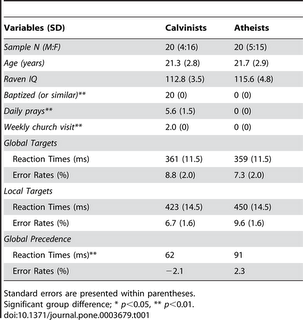 Variables (SD) Calvinists Atheists
Sample N (M:F) 20 (4:16) 20 (5:15)
Age (years) 21.3 (2.8) 21.7 (2.9)
Raven IQ 112.8 (3.5) 115.6 (4.8)
Baptized (or similar)** 20 (0) 0 (0)
Daily prays** 5.6 (1.5) 0 (0)
Weekly church visit** 2.0 (0) 0 (0)
Global Targets
Reaction Times (ms) 361 (11.5) 359 (11.5)
Error Rates (%) 8.8 (2.0) 7.3 (2.0)
Local Targets
Reaction Times (ms) 423 (14.5) 450 (14.5)
Error Rates (%) 6.7 (1.6) 9.6 (1.6)
Global Precedence
Reaction Times (ms)** 62 91
Error Rates (%) −2.1 2.3
Standard errors are presented within parentheses.
Significant group difference; * p<0.05, ** p<0.01.
doi:10.1371/journal.pone.0003679.t001